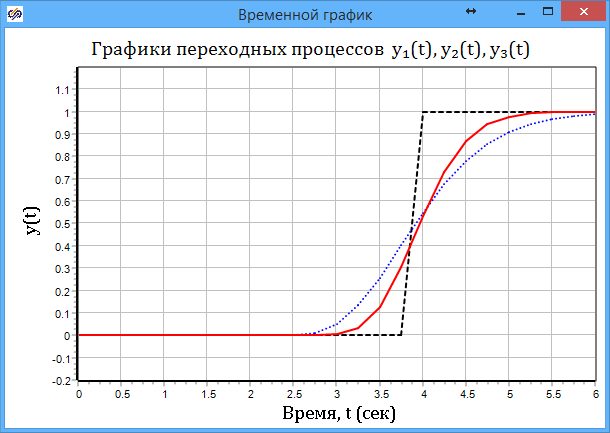 Временной график
Графики переходных процессов y₁(t), y₂(t), y₃(t)
1.1
1
0.9
0.8
0.7
0.6
0.5
0.4
0.3
0.2
0.1
0
-0.1
-0.2
y(t)
0 0.5 1 1.5 2 2.5 3 3.5 4 4.5 5 5.5 6
Время, t (сек)